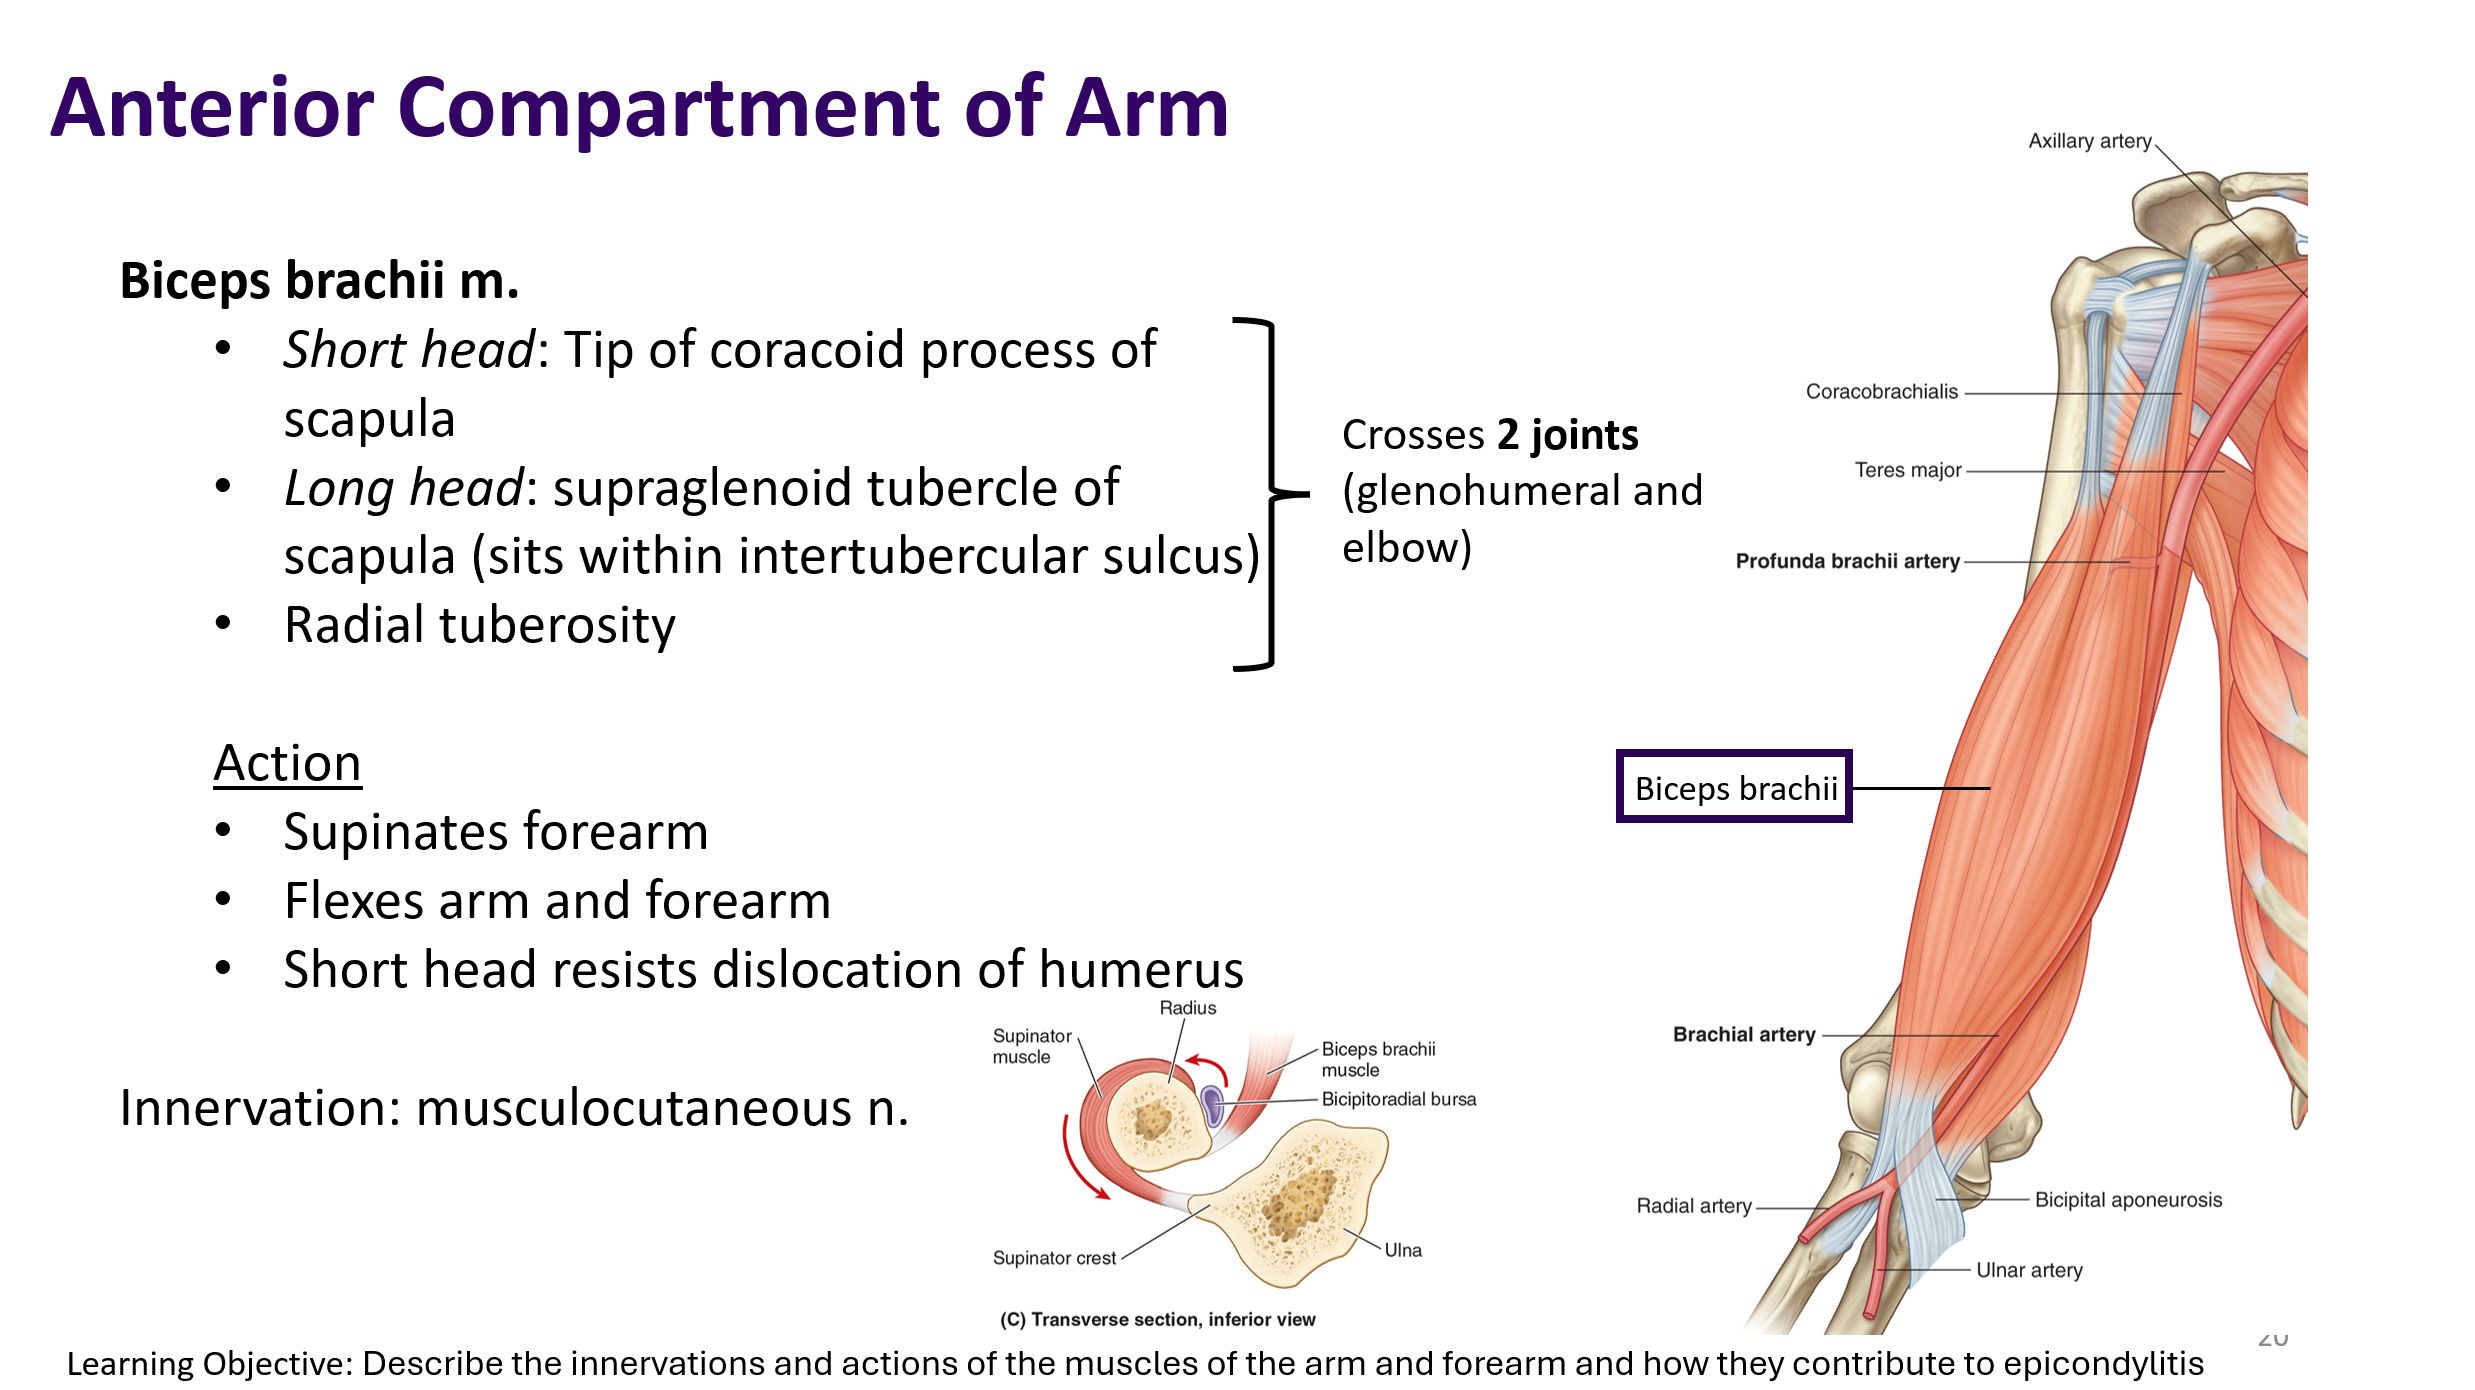 Anterior Compartment of Arm
Biceps brachii m.
• Short head: Tip of coracoid process of
scapula
• Long head: supraglenoid tubercle of
scapula (sits within intertubercular sulcus)
• Radial tuberosity
Crosses 2 joints
(glenohumeral and
elbow)
Action
• Supinates forearm
• Flexes arm and forearm
• Short head resists dislocation of humerus
Innervation: musculocutaneous n.
Radius
Supinator
muscle
Biceps brachii
muscle
Bicipitoradial bursa
Supinator crest
Ulna
(C) Transverse section, inferior view
Axillary artery
Coracobrachialis
Teres major
Profunda brachii artery
Biceps brachii
Brachial artery
Radial artery
Bicipital aponeurosis
Ulnar artery
20
Learning Objective: Describe the innervations and actions of the muscles of the arm and forearm and how they contribute to epicondylitis